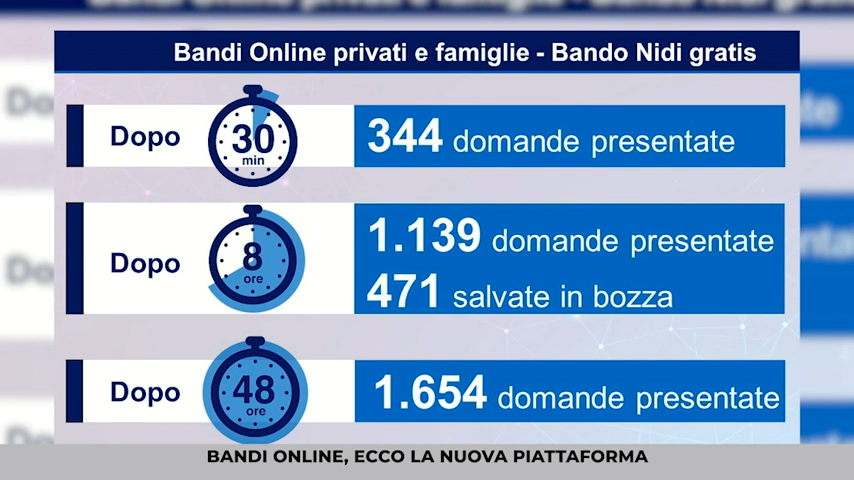 Bandi Online privati e famiglie - Bando Nidi gratis
Dopo
30
min
344 domande presentate
Dopo
8
ore
1.139 domande presentate
471 salvate in bozza
Dopo
48
ore
1.654 domande presentate
BANDI ONLINE, ECCO LA NUOVA PIATTAFORMA